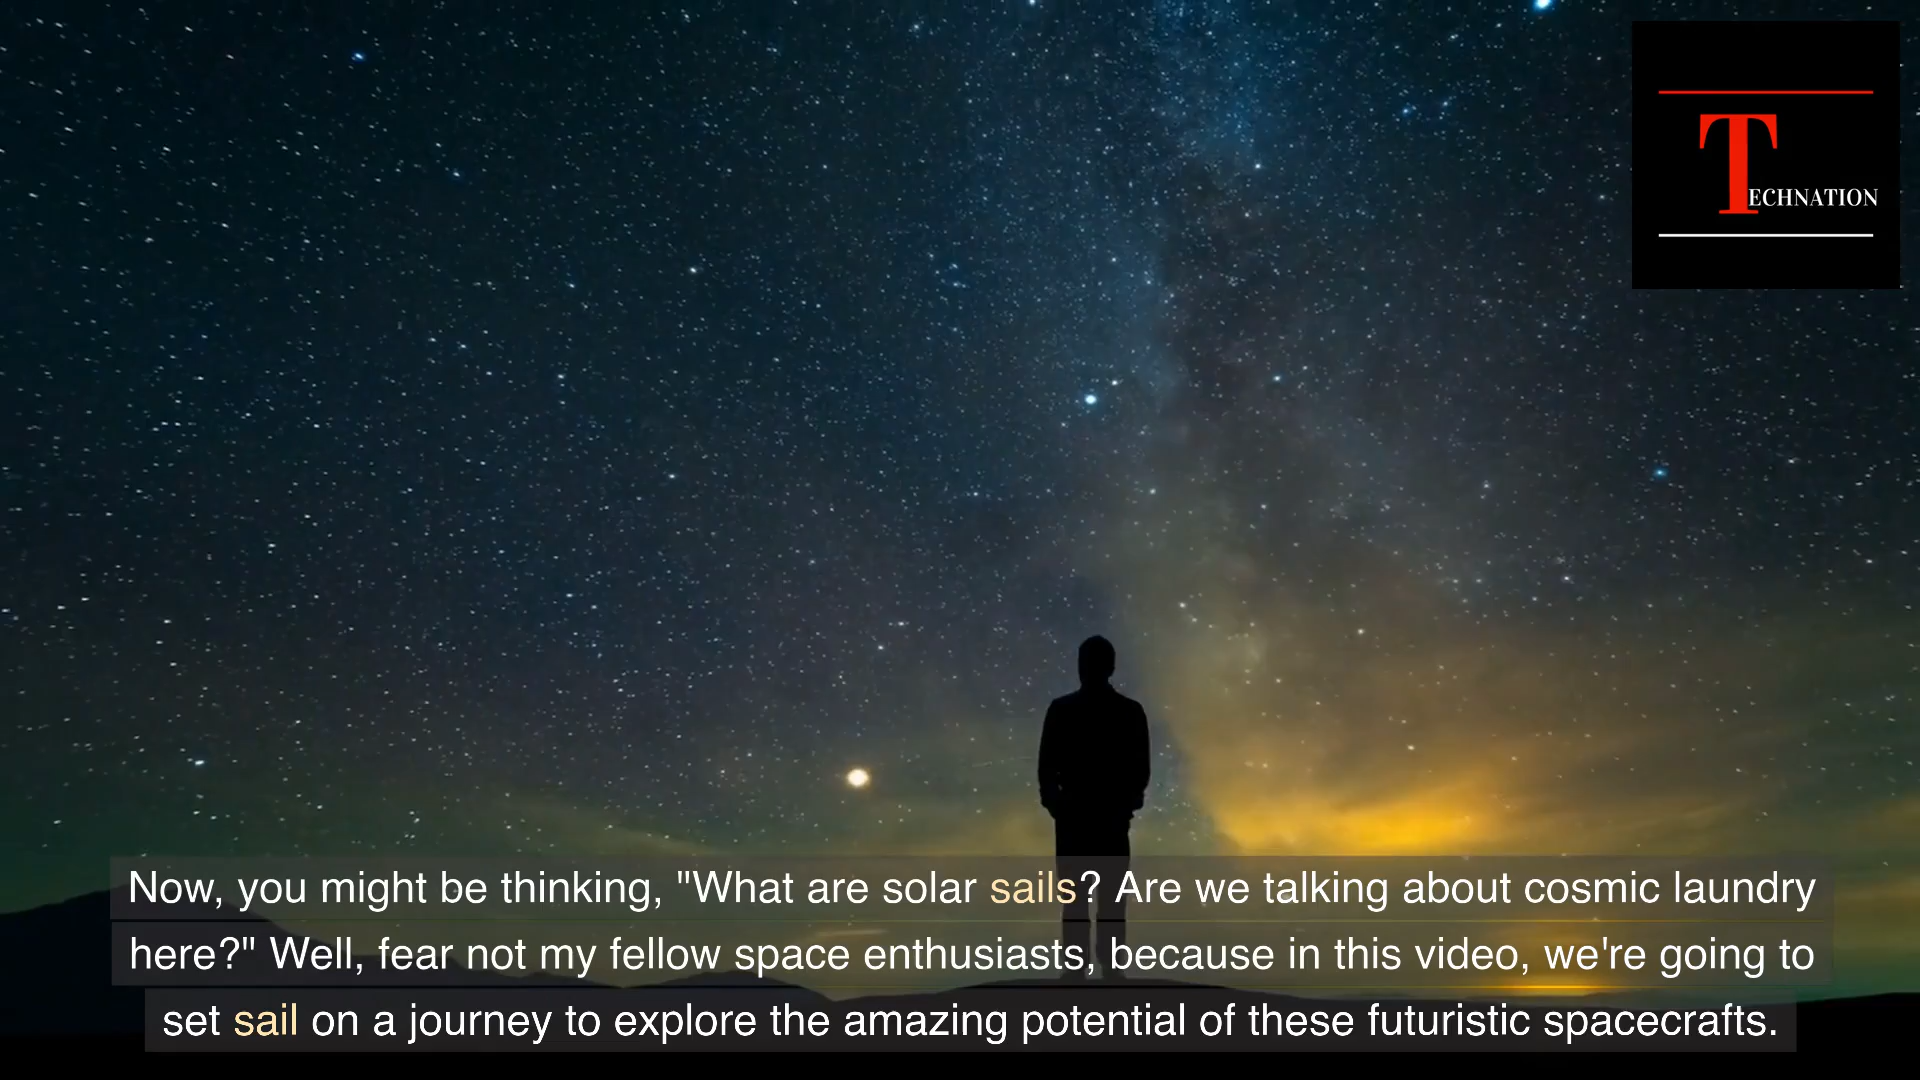 TECHNATION
Now, you might be thinking, "What are solar sails? Are we talking about cosmic laundry
here?" Well, fear not my fellow space enthusiasts, because in this video, we're going to
set sail on a journey to explore the amazing potential of these futuristic spacecrafts.